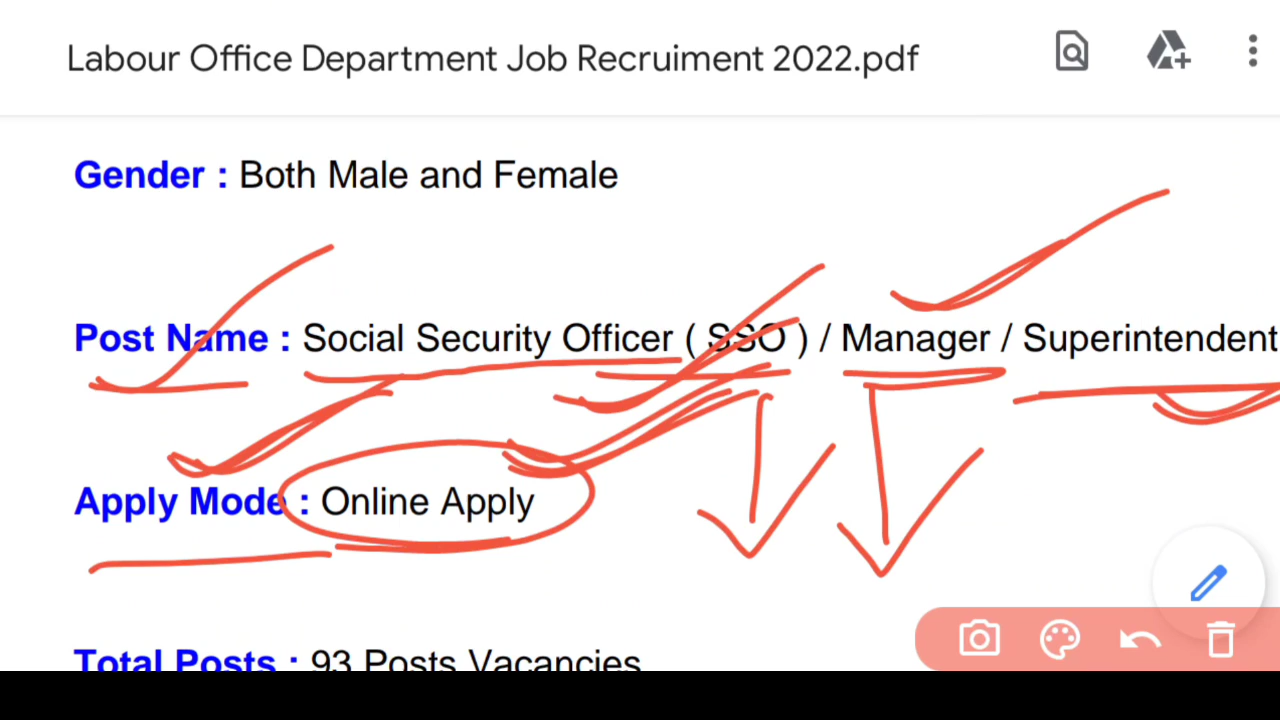 Labour Office Department Job Recruiment 2022.pdf
Gender : Both Male and Female
Post Name : Social Security Officer ( SSO ) / Manager / Superintendent
Apply Mode : Online Apply
Total Posts : 93 Posts Vacancies